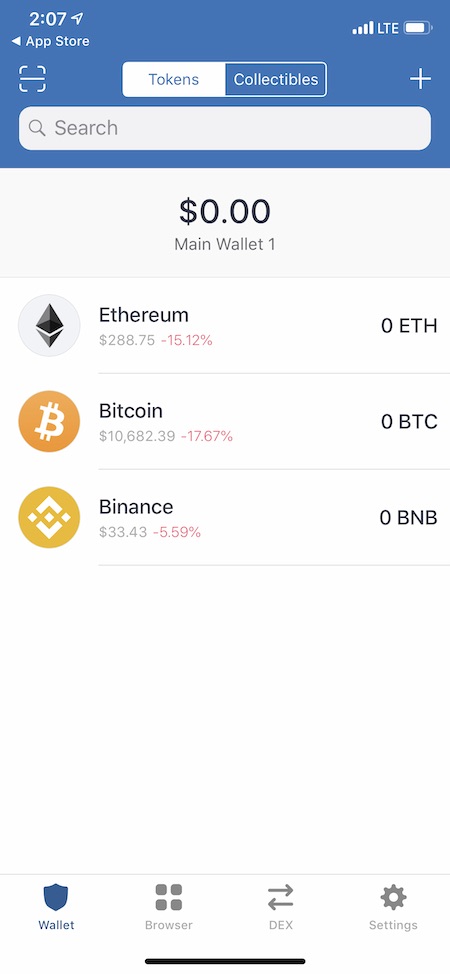 2:07 LTE
◀ App Store
Tokens Collectibles
Search
$0.00
Main Wallet 1
Ethereum
$288.75 -15.12%
0 ETH
Bitcoin
$10,682.39 -17.67%
0 BTC
Binance
$33.43 -5.59%
0 BNB
Wallet Browser DEX Settings